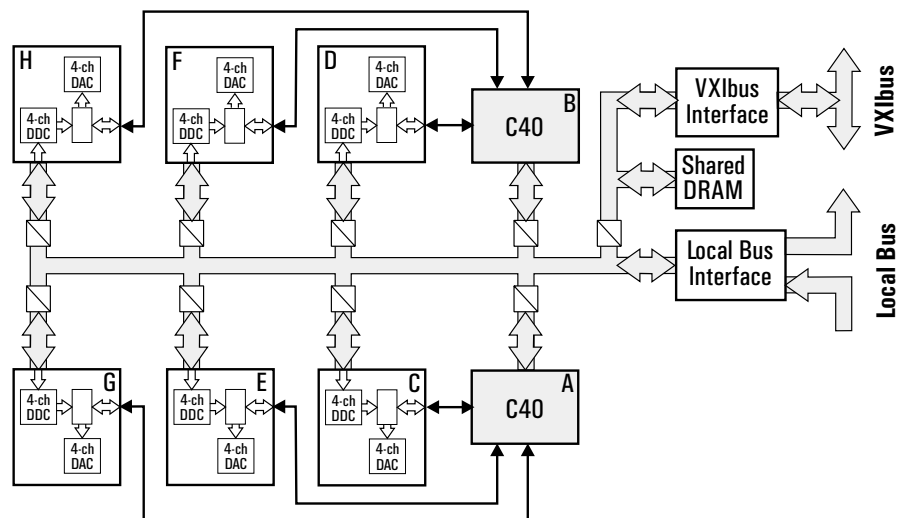 H
4-ch
DAC
4-ch
DDC
F
4-ch
DAC
4-ch
DDC
D
4-ch
DAC
4-ch
DDC
B
C40
VXIbus
Interface
VXIbus
Shared
DRAM
Local Bus
Interface
Local Bus
G
4-ch
DDC
4-ch
DAC
E
4-ch
DDC
4-ch
DAC
C
4-ch
DDC
4-ch
DAC
A
C40